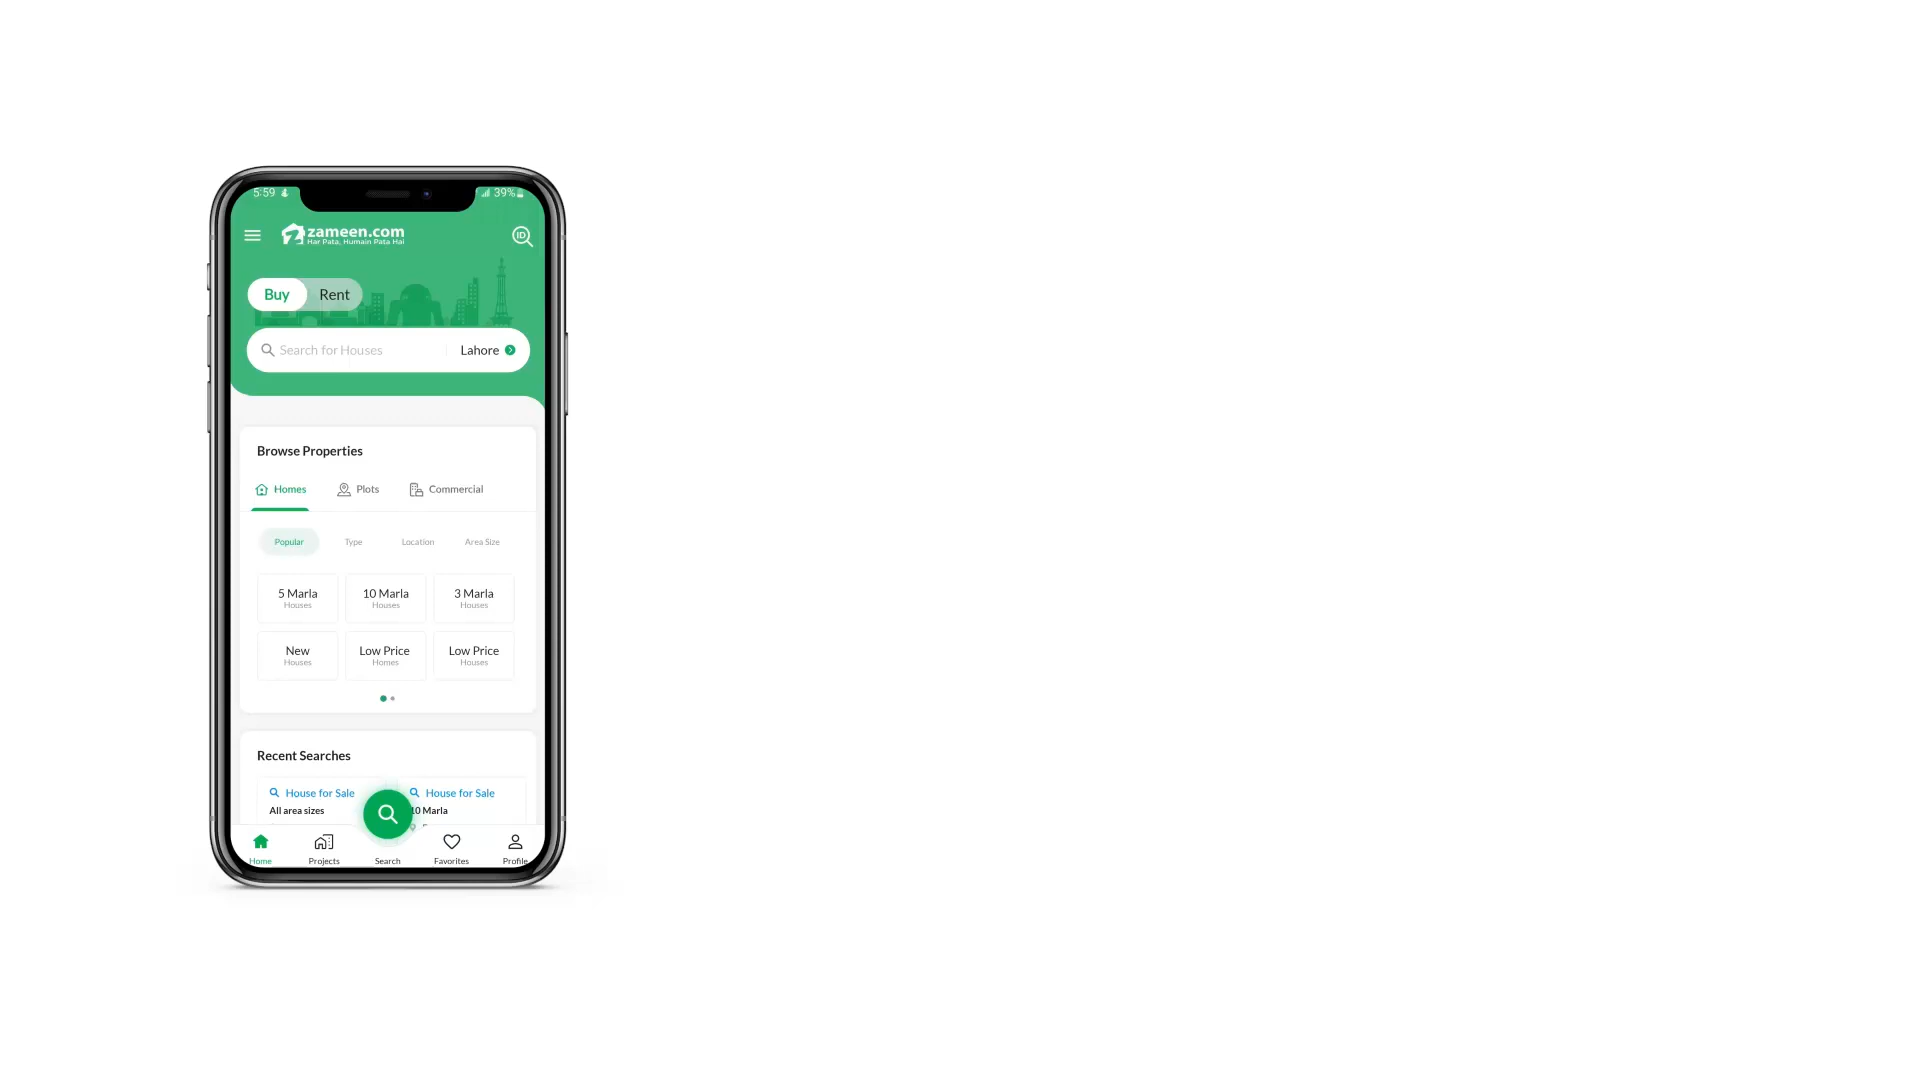 5:59
39%
zameen.com
Har Pata, Humain Pata Hai
ID
Buy
Rent
Search for Houses
Lahore
Browse Properties
Homes
Plots
Commercial
Popular
Type
Location
Area Size
5 Marla
Houses
10 Marla
Houses
3 Marla
Houses
New
Houses
Low Price
Homes
Low Price
Houses
Recent Searches
House for Sale
All area sizes
House for Sale
10 Marla
Home
Projects
Search
Favorites
Profile